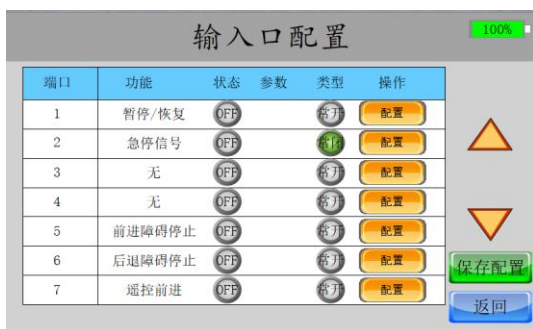 输入口配置
100%
端口 功能 状态 参数 类型 操作
1 暂停/恢复 OFF 常开 配置
2 急停信号 OFF 常闭 配置
3 无 OFF 常开 配置
4 无 OFF 常开 配置
5 前进障碍停止 OFF 常开 配置
6 后退障碍停止 OFF 常开 配置
7 遥控前进 OFF 常开 配置
保存配置
返回